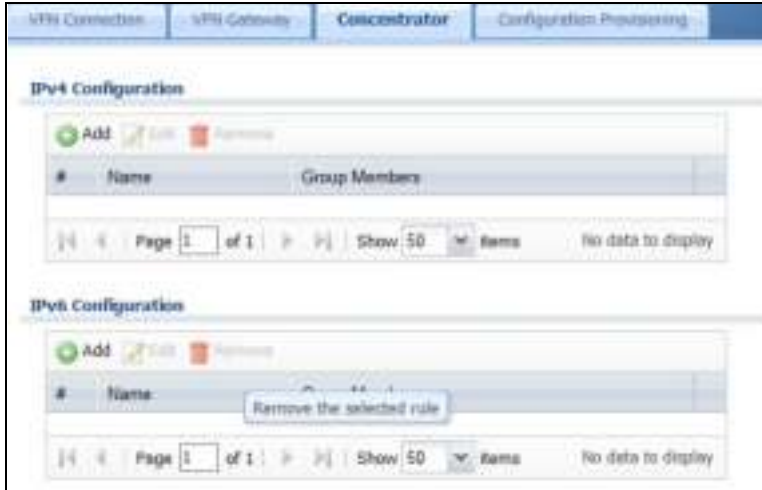 VPN Connection VPN Gateway Concentrator Configuration Provisioning
IPv4 Configuration
Add Edit Remove
# Name Group Members
Page 1 of 1 Show 50 items No data to display
IPv6 Configuration
Add Edit Remove
# Name
Remove the selected rule
Page 1 of 1 Show 50 items No data to display